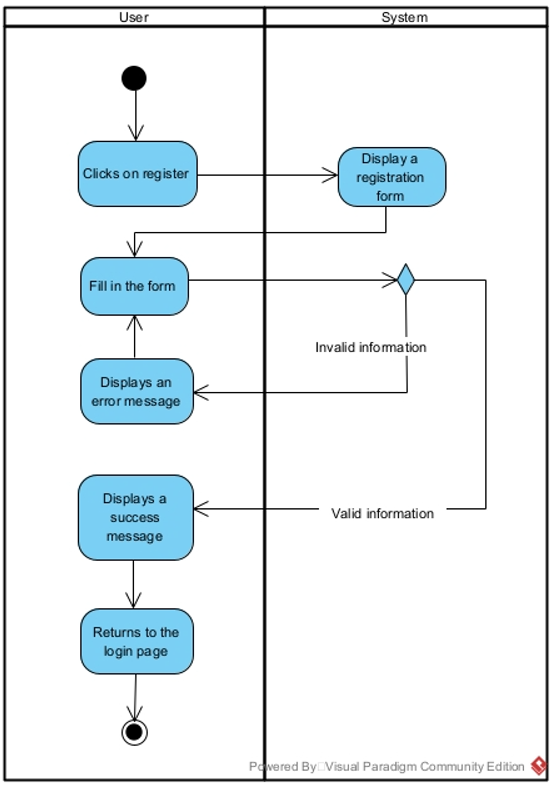 User
System
Clicks on register
Display a
registration
form
Fill in the form
Invalid information
Displays an
error message
Displays a
success
message
Valid information
Returns to the
login page
Powered By Visual Paradigm Community Edition